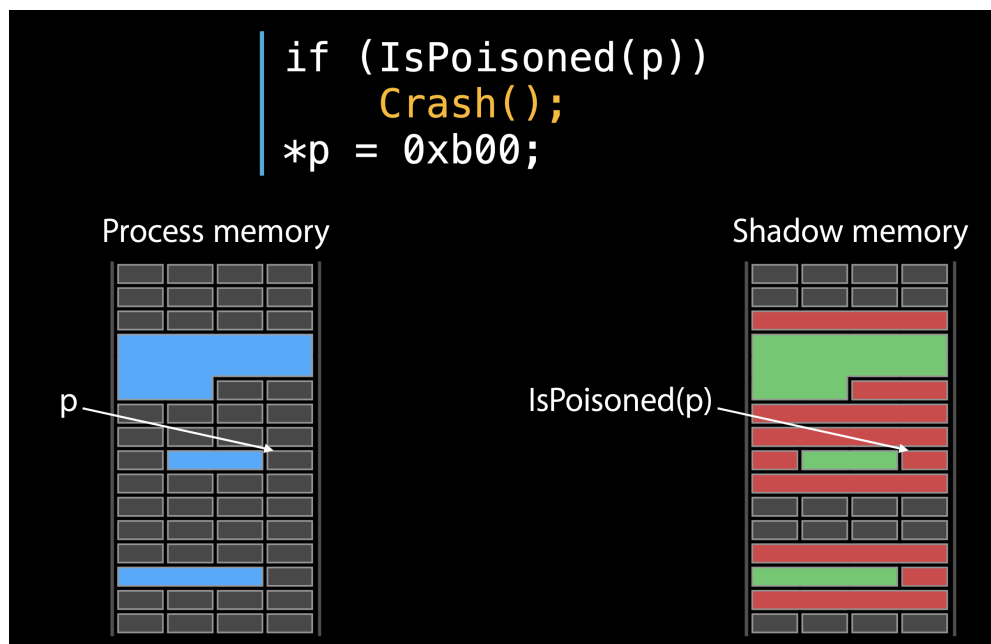 if (IsPoisoned(p))
Crash();
*p = 0xb00;
Process memory
Shadow memory
p
IsPoisoned(p)